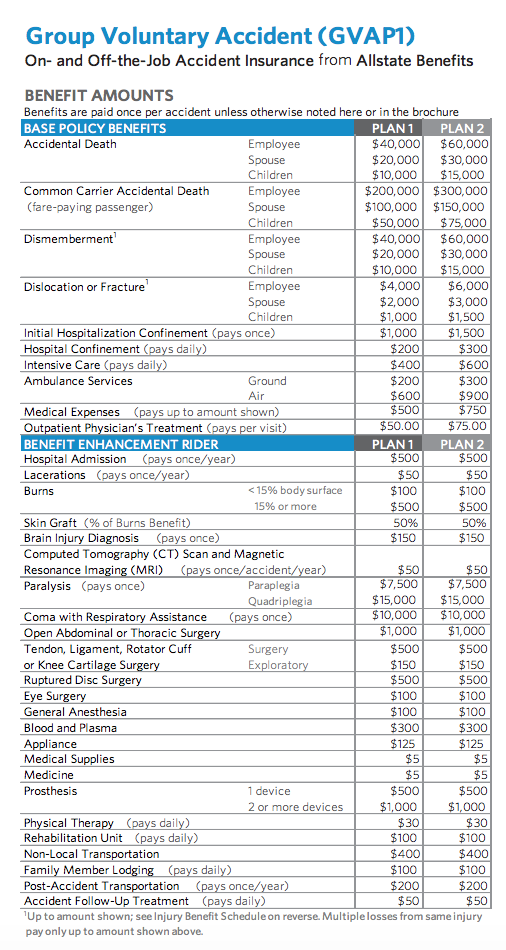 Group Voluntary Accident (GVAP1)
On- and Off-the-Job Accident Insurance from Allstate Benefits
BENEFIT AMOUNTS
Benefits are paid once per accident unless otherwise noted here or in the brochure
BASE POLICY BENEFITS PLAN 1 PLAN 2
Accidental Death Employee $40,000 $60,000
Spouse $20,000 $30,000
Children $10,000 $15,000
Common Carrier Accidental Death Employee $200,000 $300,000
(fare-paying passenger) Spouse $100,000 $150,000
Children $50,000 $75,000
Dismemberment¹ Employee $40,000 $60,000
Spouse $20,000 $30,000
Children $10,000 $15,000
Dislocation or Fracture¹ Employee $4,000 $6,000
Spouse $2,000 $3,000
Children $1,000 $1,500
Initial Hospitalization Confinement (pays once) $1,000 $1,500
Hospital Confinement (pays daily) $200 $300
Intensive Care (pays daily) $400 $600
Ambulance Services Ground $200 $300
Air $600 $900
Medical Expenses (pays up to amount shown) $500 $750
Outpatient Physician's Treatment (pays per visit) $50.00 $75.00
BENEFIT ENHANCEMENT RIDER PLAN 1 PLAN 2
Hospital Admission (pays once/year) $500 $500
Lacerations (pays once/year) $50 $50
Burns <15% body surface $100 $100
15% or more $500 $500
Skin Graft (% of Burns Benefit) 50% 50%
Brain Injury Diagnosis (pays once) $150 $150
Computed Tomography (CT) Scan and Magnetic
Resonance Imaging (MRI) (pays once/accident/year) $50 $50
Paralysis (pays once) Paraplegia $7,500 $7,500
Quadriplegia $15,000 $15,000
Coma with Respiratory Assistance (pays once) $10,000 $10,000
Open Abdominal or Thoracic Surgery $1,000 $1,000
Tendon, Ligament, Rotator Cuff Surgery $500 $500
or Knee Cartilage Surgery Exploratory $150 $150
Ruptured Disc Surgery $500 $500
Eye Surgery $100 $100
General Anesthesia $100 $100
Blood and Plasma $300 $300
Appliance $125 $125
Medical Supplies $5 $5
Medicine $5 $5
Prosthesis 1 device $500 $500
2 or more devices $1,000 $1,000
Physical Therapy (pays daily) $30 $30
Rehabilitation Unit (pays daily) $100 $100
Non-Local Transportation $400 $400
Family Member Lodging (pays daily) $100 $100
Post-Accident Transportation (pays once/year) $200 $200
Accident Follow-Up Treatment (pays daily) $50 $50
¹Up to amount shown; see Injury Benefit Schedule on reverse. Multiple losses from same injury
pay only up to amount shown above.